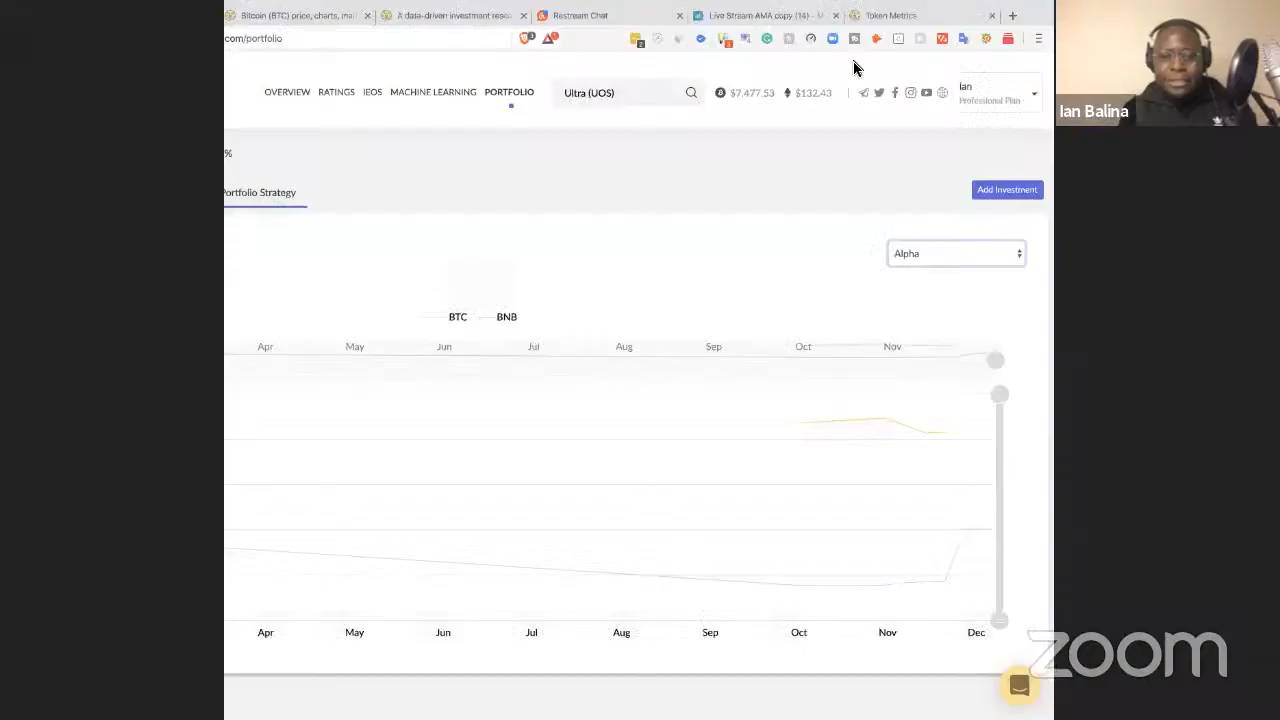 Bitcoin (BTC) price, charts, mar
A data-driven investment rese
Restream Chat
Live Stream AMA copy (14) - M
Token Metrics
com/portfolio
OVERVIEW RATINGS IEOS MACHINE LEARNING PORTFOLIO
Ultra (UOS)
$7,477.53 $132.43
Ian
Professional Plan
Ian Balina
%
Portfolio Strategy
Add Investment
Alpha
BTC BNB
Apr May Jun Jul Aug Sep Oct Nov
Apr May Jun Jul Aug Sep Oct Nov Dec
zoom